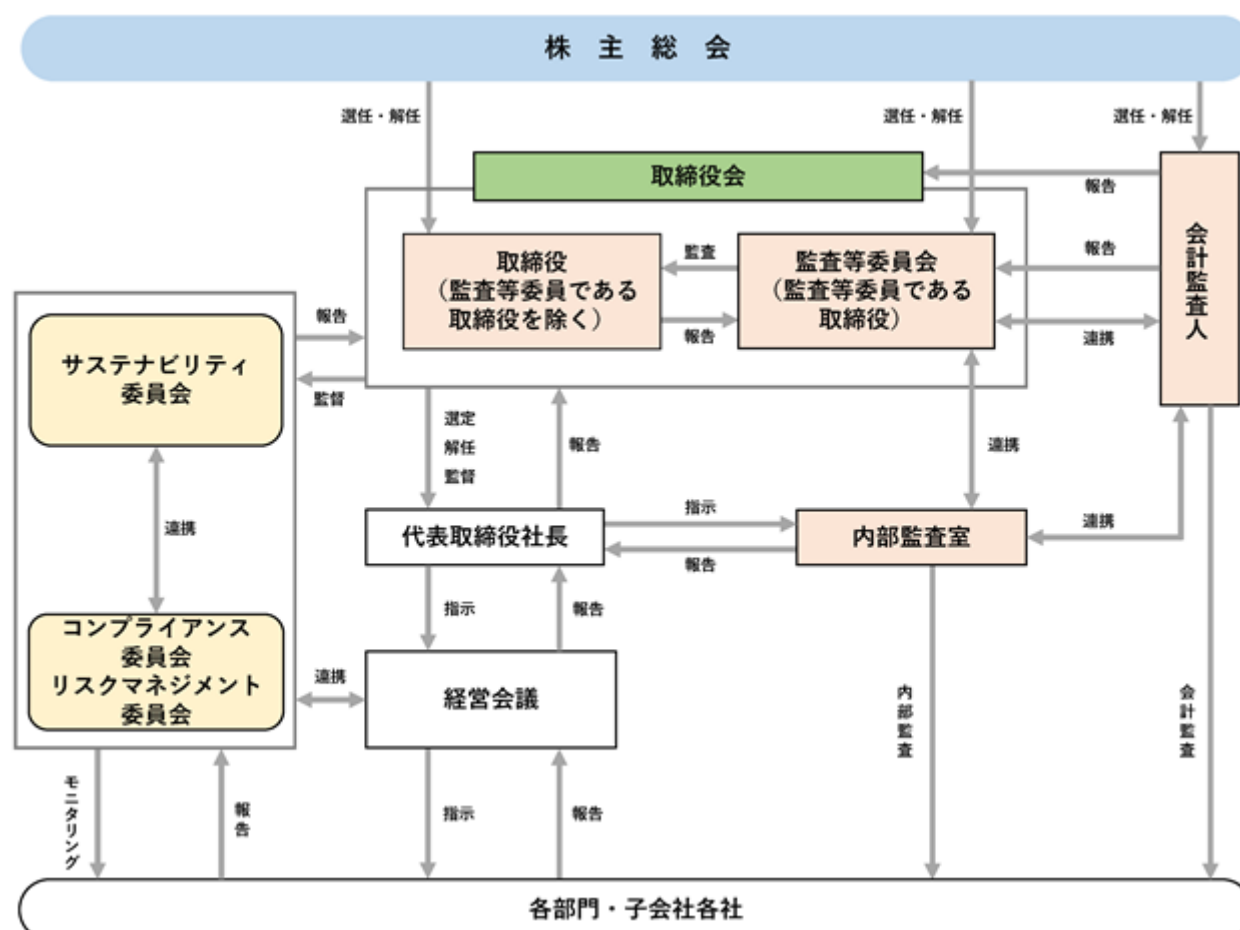 株主総会
選任・解任
選任・解任
選任・解任
取締役会
報告
取締役
（監査等委員である
取締役を除く）
監査
報告
監査等委員会
（監査等委員である
取締役）
報告
連携
会計監査人
報告
監督
サステナビリティ
委員会
連携
コンプライアンス
委員会
リスクマネジメント
委員会
選定
解任
監督
報告
連携
代表取締役社長
指示
報告
内部監査室
連携
指示
報告
連携
経営会議
内部監査
会計監査
モニタリング
報告
指示
報告
各部門・子会社各社